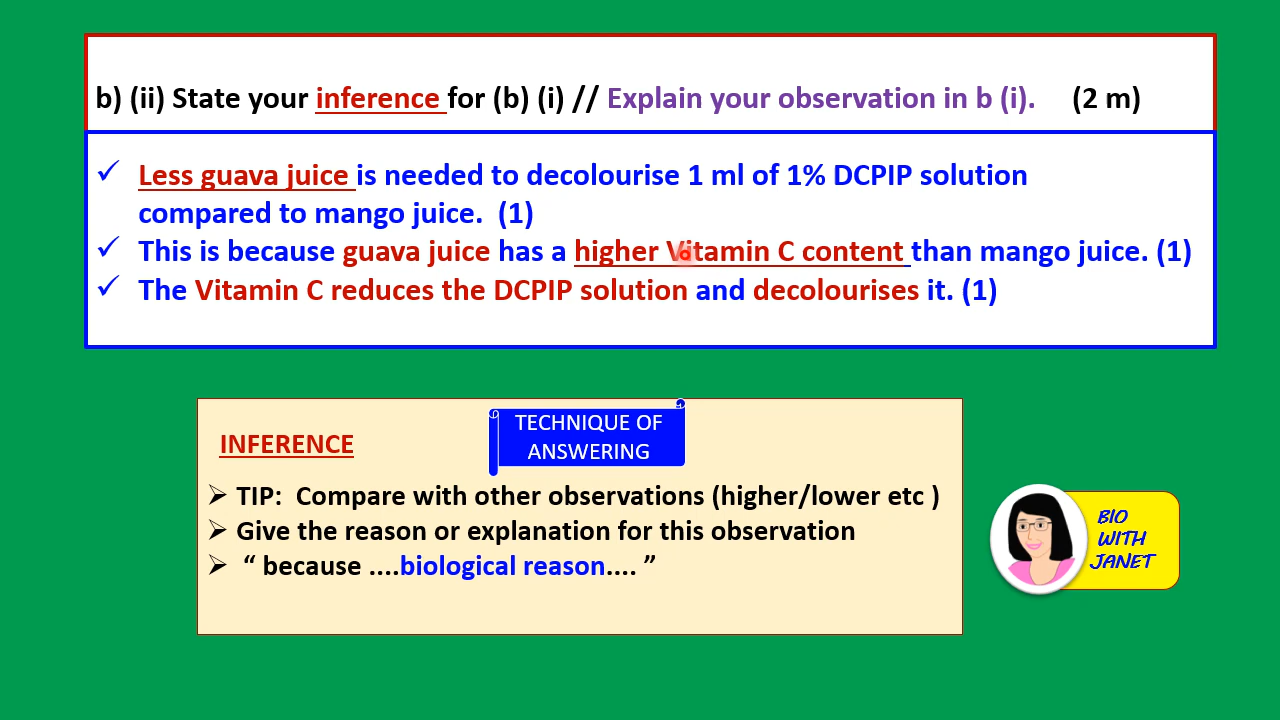 b) (ii) State your inference for (b) (i) // Explain your observation in b (i). (2 m)
✓ Less guava juice is needed to decolourise 1 ml of 1% DCPIP solution
compared to mango juice. (1)
✓ This is because guava juice has a higher Vitamin C content than mango juice. (1)
✓ The Vitamin C reduces the DCPIP solution and decolourises it. (1)
TECHNIQUE OF
ANSWERING
INFERENCE
➢ TIP: Compare with other observations (higher/lower etc )
➢ Give the reason or explanation for this observation
➢ “ because ....biological reason.... ”
BIO
WITH
JANET